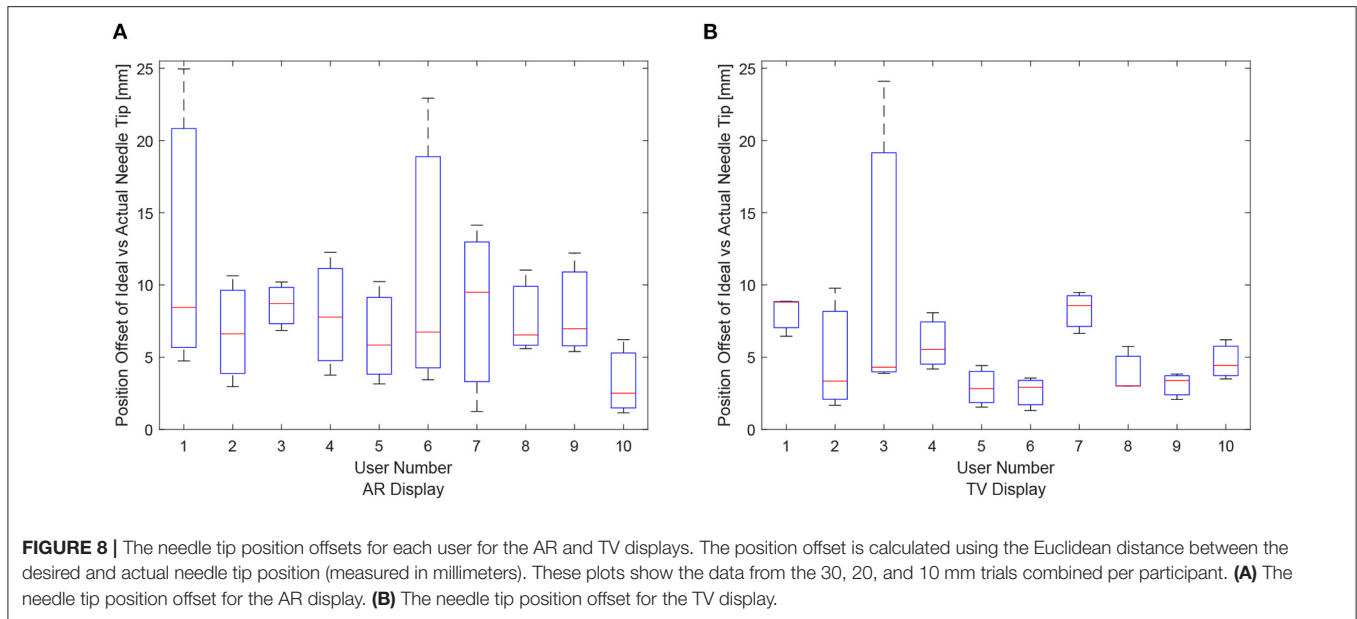 A
Position Offset of Ideal vs Actual Needle Tip [mm]
25
20
15
10
5
0
1 2 3 4 5 6 7 8 9 10
User Number
AR Display
B
Position Offset of Ideal vs Actual Needle Tip [mm]
25
20
15
10
5
0
1 2 3 4 5 6 7 8 9 10
User Number
TV Display
FIGURE 8 | The needle tip position offsets for each user for the AR and TV displays. The position offset is calculated using the Euclidean distance between the
desired and actual needle tip position (measured in millimeters). These plots show the data from the 30, 20, and 10 mm trials combined per participant. (A) The
needle tip position offset for the AR display. (B) The needle tip position offset for the TV display.